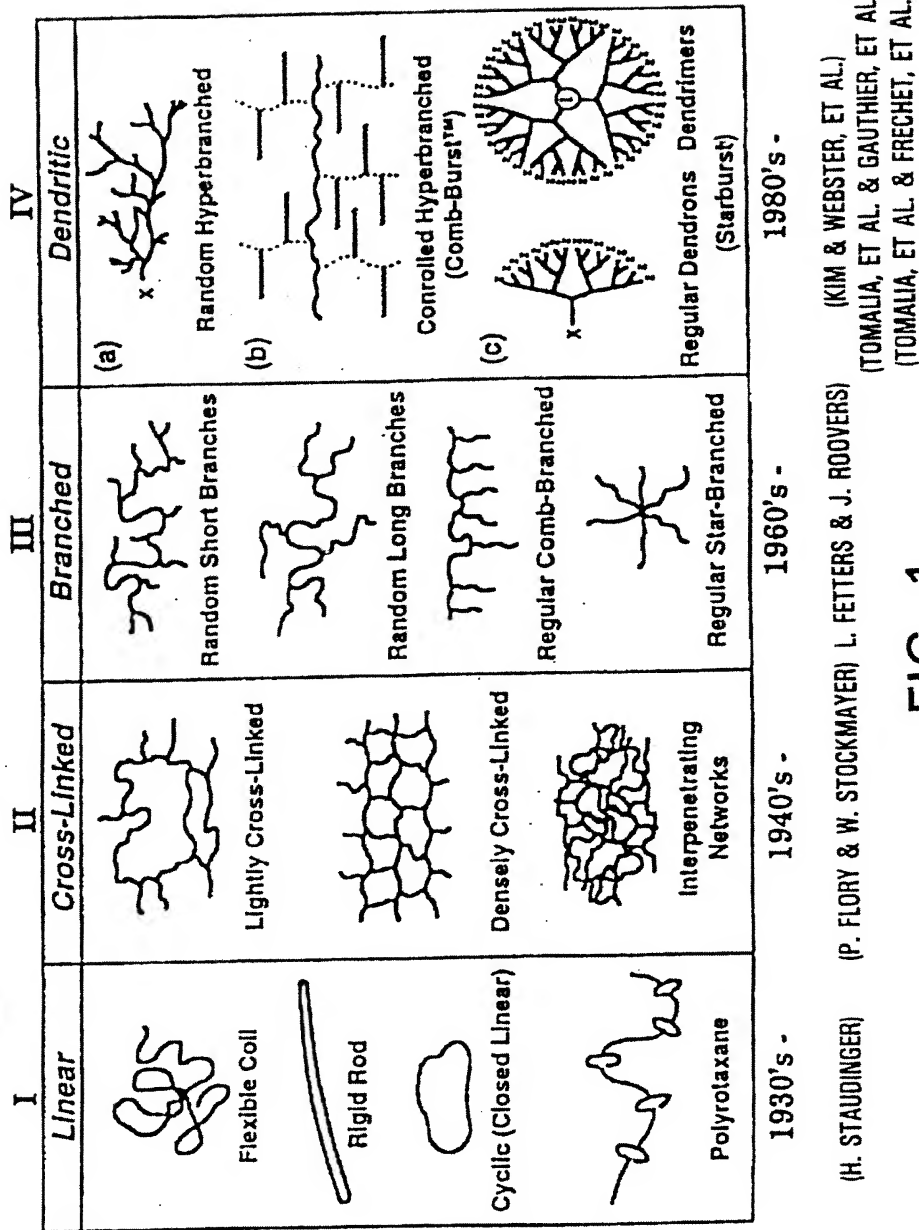 I
Linear
Flexible Coil
Rigid Rod
Cyclic (Closed Linear)
Polyrotaxane
1930's -
(H. STAUDINGER)
II
Cross-Linked
Lightly Cross-Linked
Densely Cross-Linked
Interpenetrating
Networks
1940's -
(P. FLORY & W. STOCKMAYER)
III
Branched
Random Short Branches
Random Long Branches
Regular Comb-Branched
Regular Star-Branched
1960's -
L. FETTERS & J. ROOVERS)
IV
Dendritic
(a)
X
Random Hyperbranched
(b)
Conrolled Hyperbranched
(Comb-Burst™)
(c)
X
I
Regular Dendrons Dendrimers
(Starburst)
1980's -
(KIM & WEBSTER, ET AL.)
(TOMALIA, ET AL. & GAUTHIER, ET AL
(TOMALIA, ET AL. & FRECHET, ET AL.